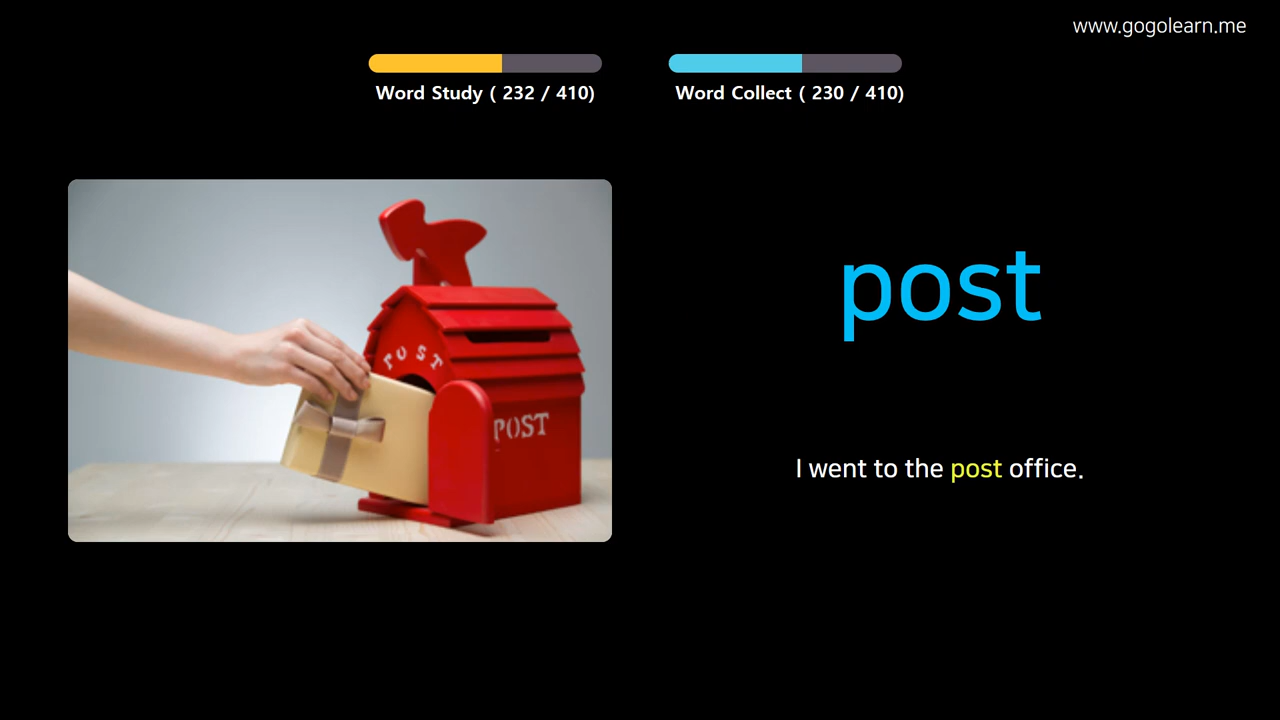 www.gogolearn.me
Word Study ( 232 / 410)
Word Collect ( 230 / 410)
POST
POST
post
I went to the post office.